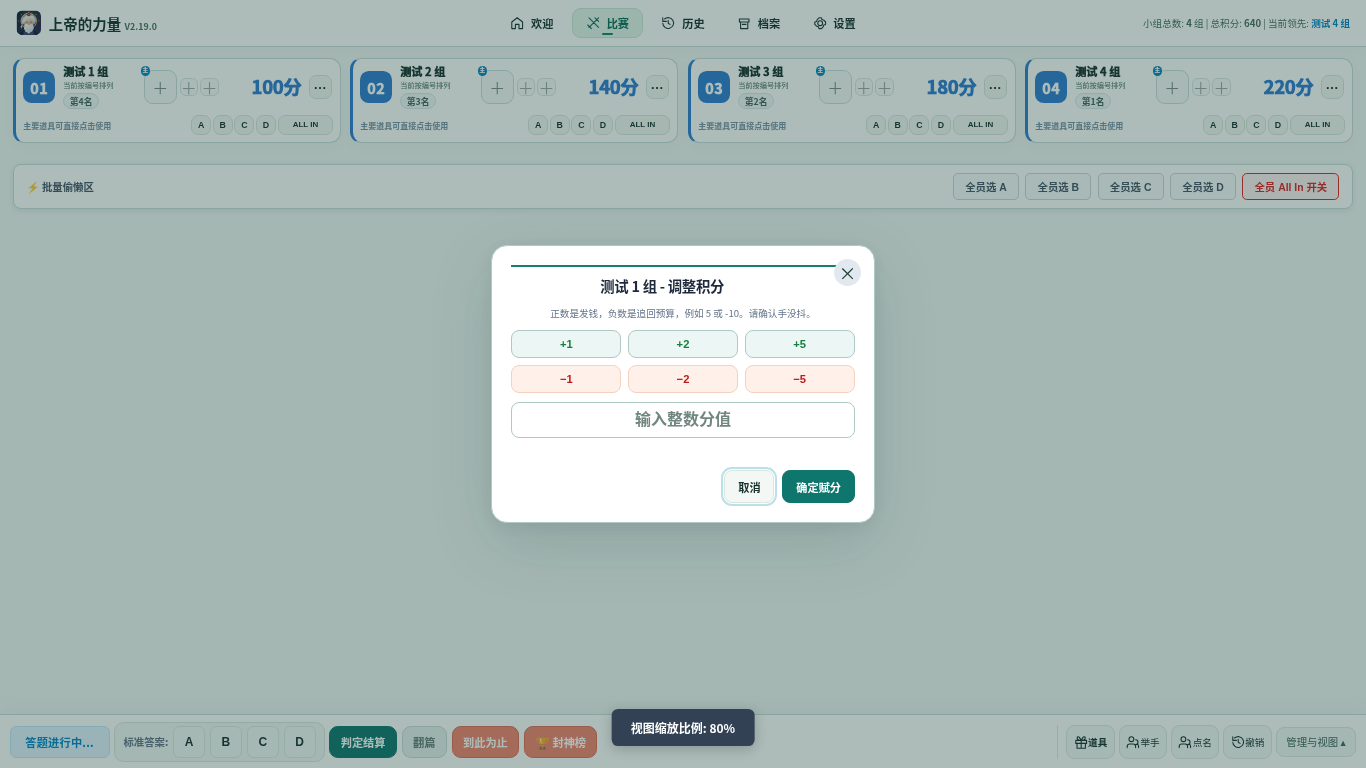 上帝的力量 V2.19.0
欢迎
比赛
历史
档案
设置
小组总数: 4 组 | 总积分: 640 | 当前领先: 测试 4 组
01
测试 1 组
当前按编号排列
第4名
主
100分
...
主要道具可直接点击使用
A B C D ALL IN
02
测试 2 组
当前按编号排列
第3名
主
140分
...
主要道具可直接点击使用
A B C D ALL IN
03
测试 3 组
当前按编号排列
第2名
主
180分
...
主要道具可直接点击使用
A B C D ALL IN
04
测试 4 组
当前按编号排列
第1名
主
220分
...
主要道具可直接点击使用
A B C D ALL IN
⚡ 批量偷懒区
全员选 A
全员选 B
全员选 C
全员选 D
全员 All In 开关
测试 1 组 - 调整积分
正数是发钱，负数是追回预算，例如 5 或 -10。请确认手没抖。
+1 +2 +5
−1 −2 −5
输入整数分值
取消
确定赋分
视图缩放比例: 80%
答题进行中...
标准答案: A B C D
判定结算
翻篇
到此为止
🏆 封神榜
道具
举手
点名
撤销
管理与视图 ▴